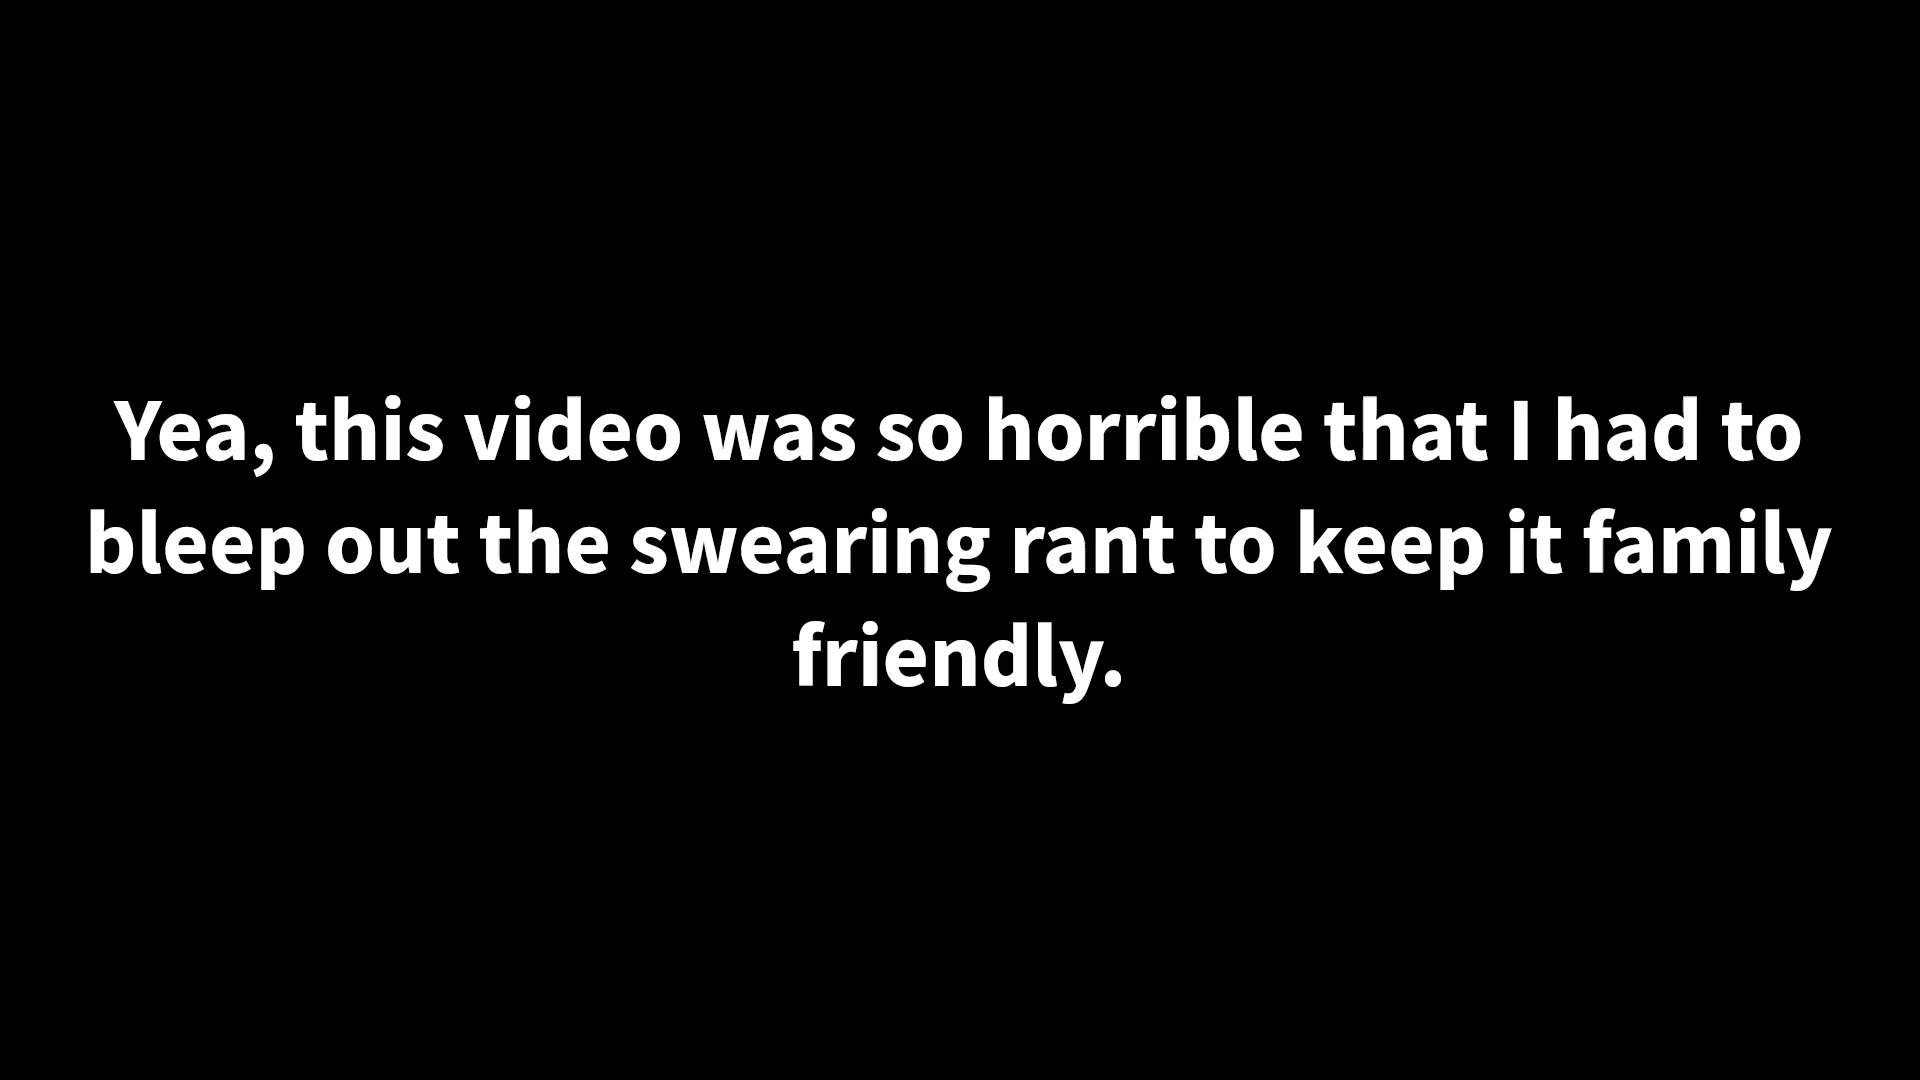 Yea, this video was so horrible that I had to
bleep out the swearing rant to keep it family
friendly.